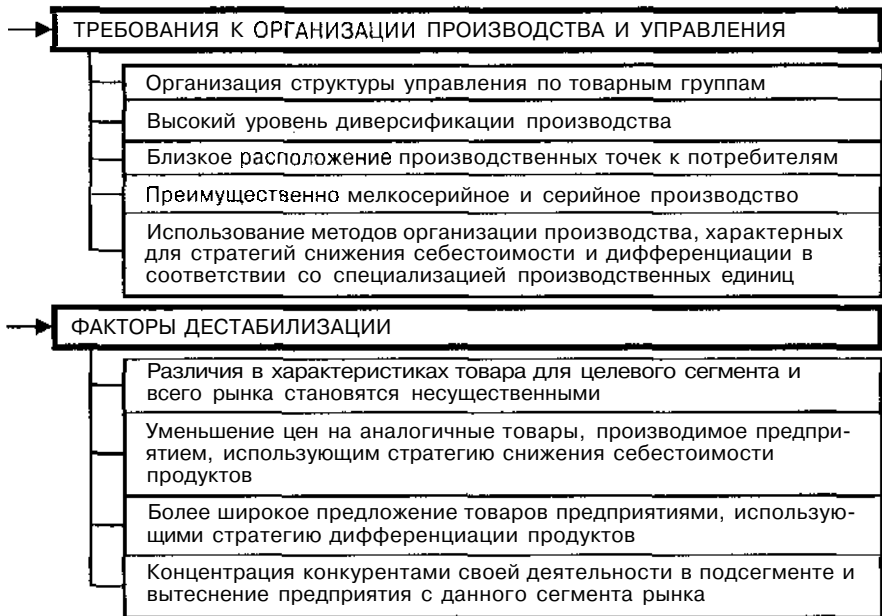 ТРЕБОВАНИЯ К ОРГАНИЗАЦИИ ПРОИЗВОДСТВА И УПРАВЛЕНИЯ
Организация структуры управления по товарным группам
Высокий уровень диверсификации производства
Близкое расположение производственных точек к потребителям
Преимущественно мелкосерийное и серийное производство
Использование методов организации производства, характерных
для стратегий снижения себестоимости и дифференциации в
соответствии со специализацией производственных единиц
ФАКТОРЫ ДЕСТАБИЛИЗАЦИИ
Различия в характеристиках товара для целевого сегмента и
всего рынка становятся несущественными
Уменьшение цен на аналогичные товары, производимое предпри-
ятием, использующим стратегию снижения себестоимости
продуктов
Более широкое предложение товаров предприятиями, использую-
щими стратегию дифференциации продуктов
Концентрация конкурентами своей деятельности в подсегменте и
вытеснение предприятия с данного сегмента рынка